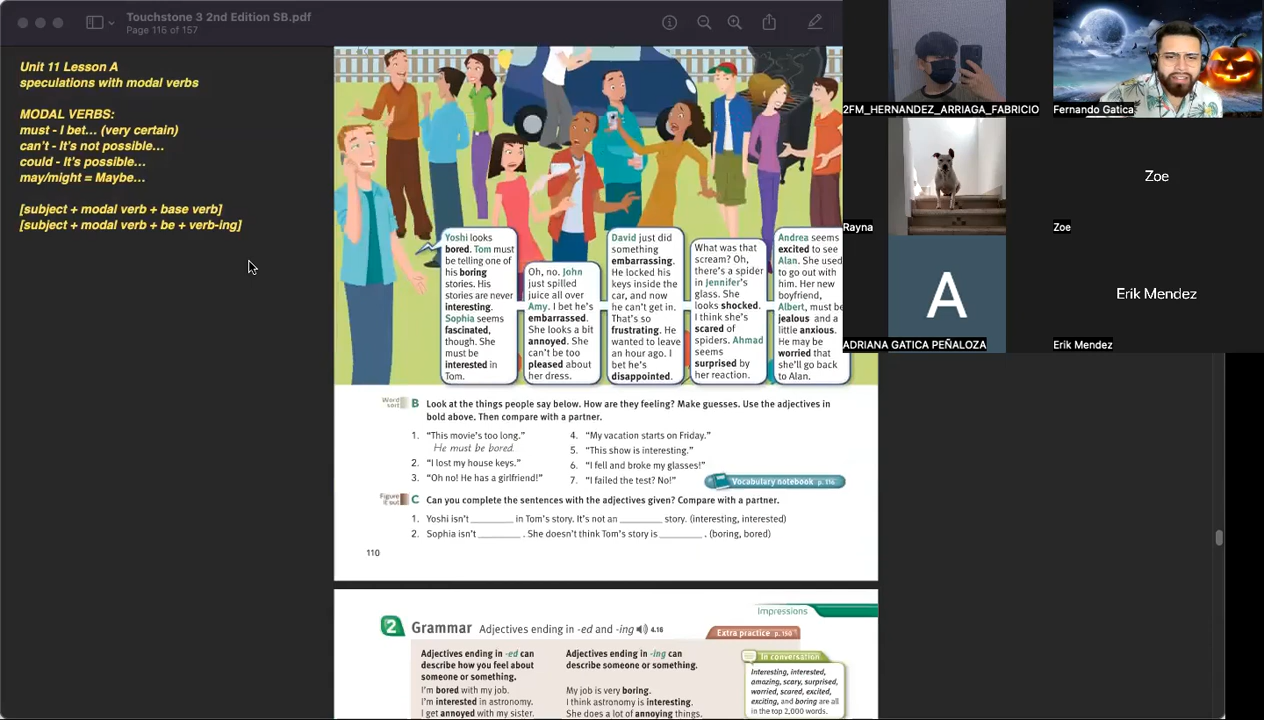 Touchstone 3 2nd Edition SB.pdf
Page 116 of 157
Unit 11 Lesson A
speculations with modal verbs
MODAL VERBS:
must - I bet... (very certain)
can't - It's not possible...
could - It's possible...
may/might = Maybe...
[subject + modal verb + base verb]
[subject + modal verb + be + verb-ing]
Yoshi looks
bored. Tom must
be telling one of
his boring
stories. His
stories are never
interesting.
Sophia seems
fascinated,
though. She
must be
interested in
Tom.
Oh, no. John
just spilled
juice all over
Amy. I bet he's
embarrassed.
She looks a bit
annoyed. She
can't be too
pleased about
her dress.
David just did
something
embarrassing.
He locked his
keys inside the
car, and now
he can't get in.
That's so
frustrating. He
wanted to leave
an hour ago. I
bet he's
disappointed.
What was that
scream? Oh,
there's a spider
in Jennifer's
glass. She
looks shocked.
I think she's
scared of
spiders. Ahmad
seems
surprised by
her reaction.
Andrea seems
excited to see
Alan. She used
to go out with
him. Her new
boyfriend,
Albert, must be
jealous and a
little anxious.
He may be
worried that
she'll go back
to Alan.
Word sort
B Look at the things people say below. How are they feeling? Make guesses. Use the adjectives in
bold above. Then compare with a partner.
1. "This movie's too long."
He must be bored.
2. "I lost my house keys."
3. "Oh no! He has a girlfriend!"
4. "My vacation starts on Friday."
5. "This show is interesting."
6. "I fell and broke my glasses!"
7. "I failed the test? No!"
Vocabulary notebook p. 116
Figure it out
C Can you complete the sentences with the adjectives given? Compare with a partner.
1. Yoshi isn't ________ in Tom's story. It's not an ________ story. (interesting, interested)
2. Sophia isn't ________ . She doesn't think Tom's story is ________ . (boring, bored)
110
Impressions
2 Grammar Adjectives ending in -ed and -ing 4.16
Extra practice p. 150
Adjectives ending in -ed can
describe how you feel about
someone or something.
I'm bored with my job.
I'm interested in astronomy.
I get annoyed with my sister.
Adjectives ending in -ing can
describe someone or something.
My job is very boring.
I think astronomy is interesting.
She does a lot of annoying things.
In conversation
Interesting, interested,
amazing, scary, surprised,
worried, scared, excited,
exciting, and boring are all
in the top 2,000 words.
2FM_HERNANDEZ_ARRIAGA_FABRICIO
Fernando Gatica
Rayna
Zoe
Zoe
A
ADRIANA GATICA PEÑALOZA
Erik Mendez
Erik Mendez